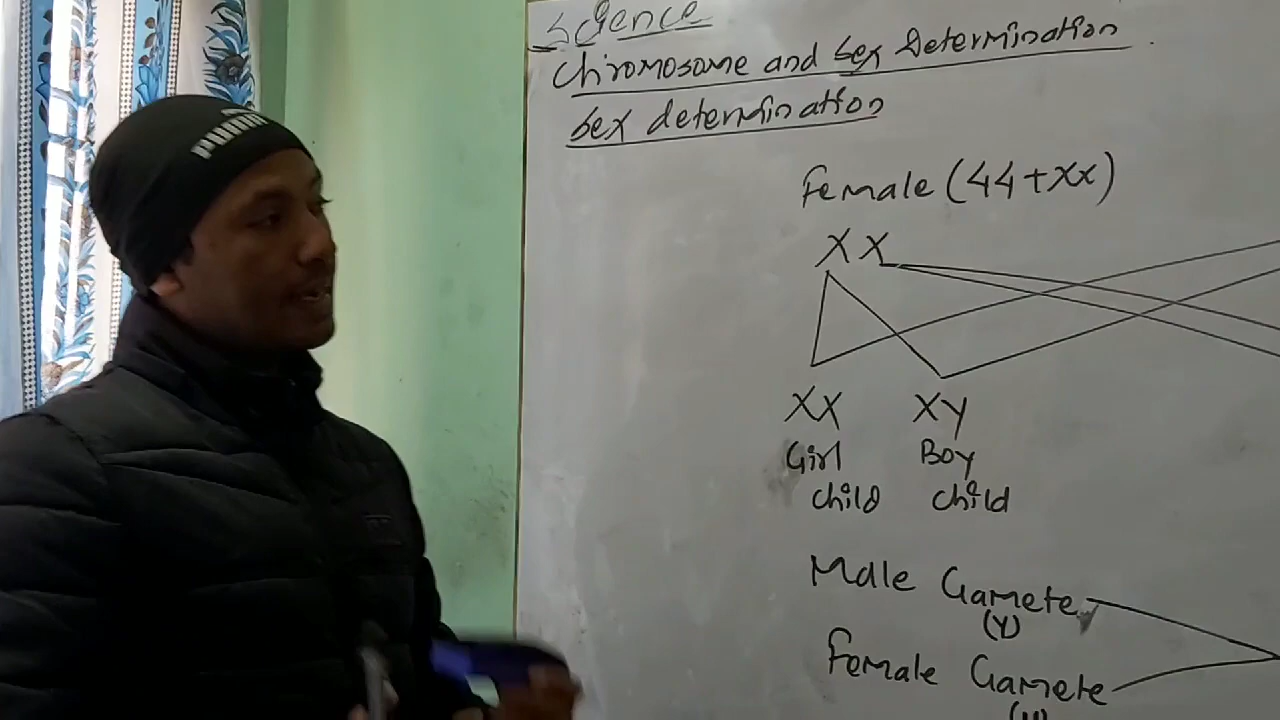 Science
Chromosome and Sex Determination
Sex determination
Female (44+XX)
XX
XX XY
Girl Boy
child child
Male Gamete
(Y)
Female Gamete